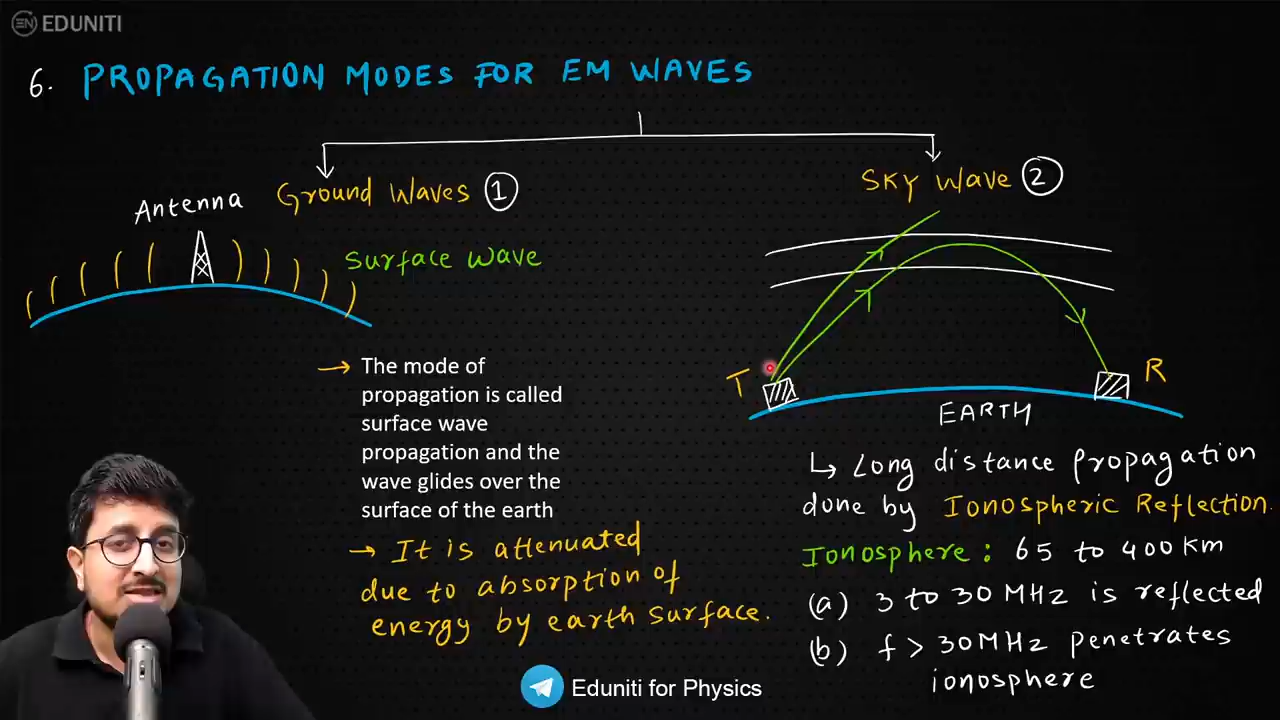 EDUNITI
6. PROPAGATION MODES FOR EM WAVES
Ground Waves 1
Antenna
Surface wave
→ The mode of
propagation is called
surface wave
propagation and the
wave glides over the
surface of the earth
→ It is attenuated
due to absorption of
energy by earth surface.
SKY Wave 2
T
R
EARTH
↳ Long distance propagation
done by Ionospheric Reflection.
Ionosphere : 65 to 400 km
(a) 3 to 30 MHz is reflected
(b) f > 30 MHz penetrates
ionosphere
Eduniti for Physics